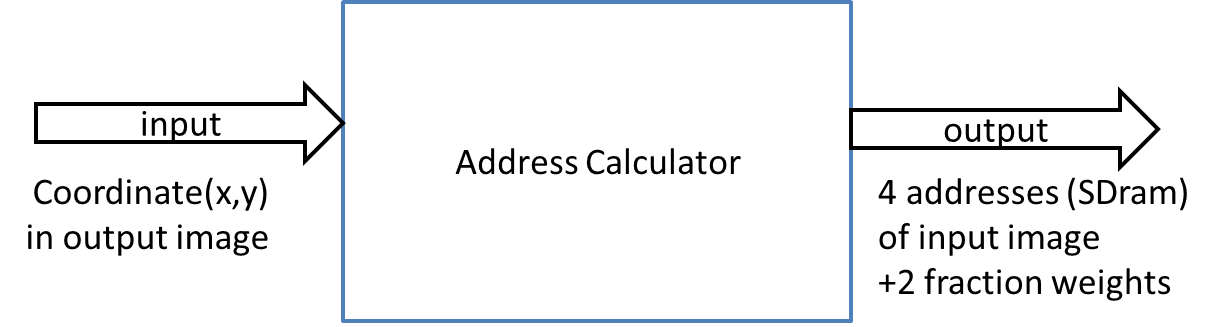 input
Coordinate(x,y)
in output image
Address Calculator
output
4 addresses (SDram)
of input image
+2 fraction weights